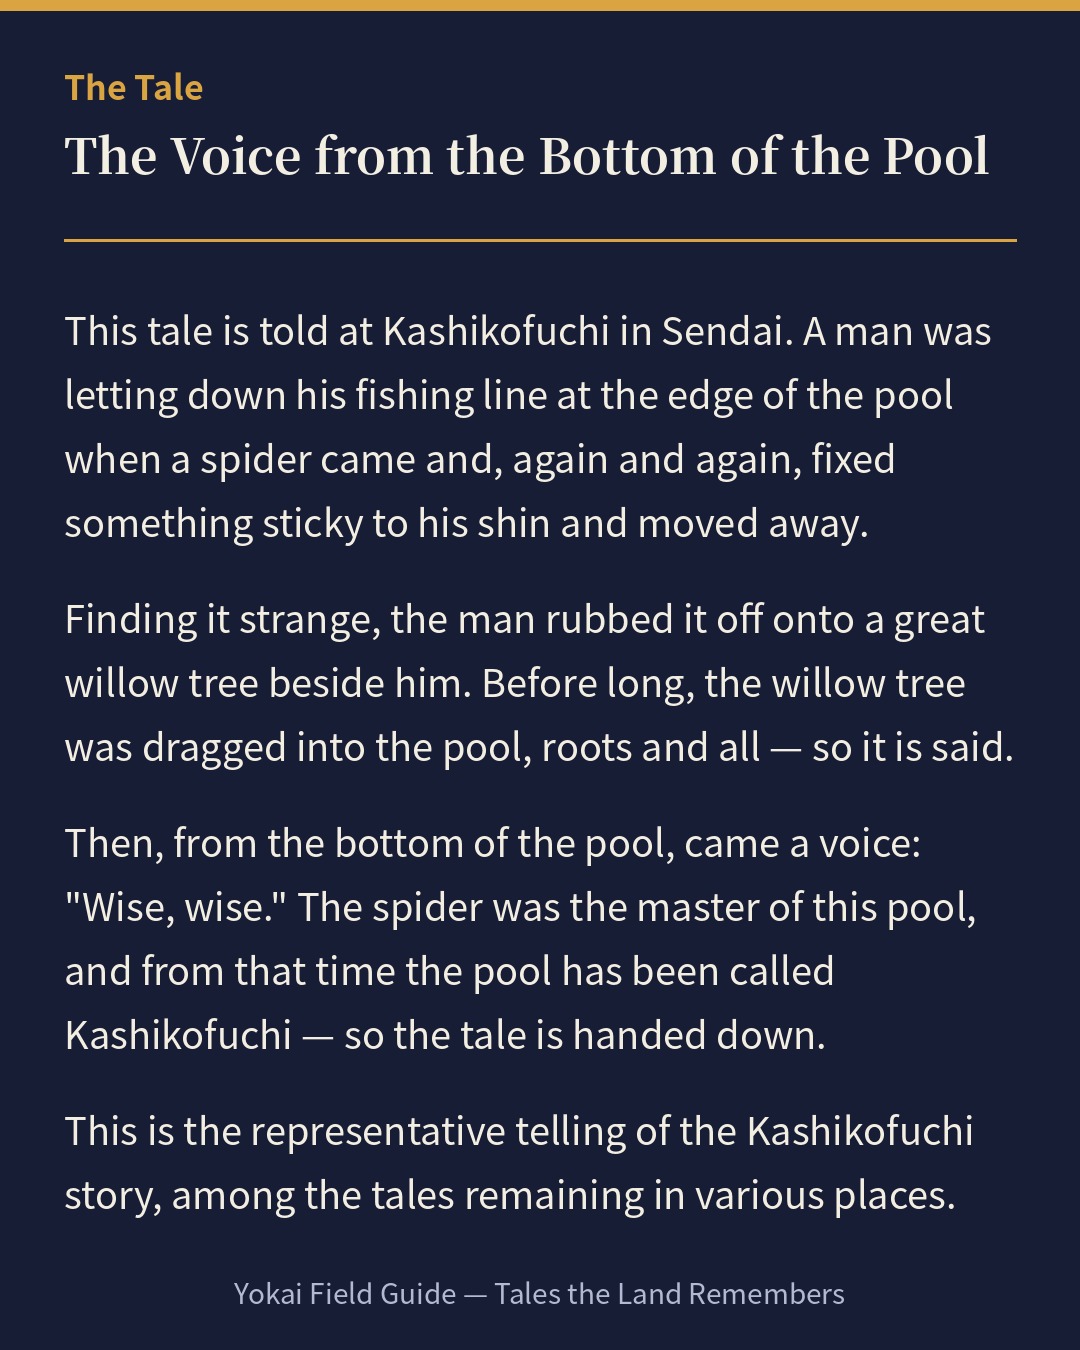 The Tale
The Voice from the Bottom of the Pool
This tale is told at Kashikofuchi in Sendai. A man was
letting down his fishing line at the edge of the pool
when a spider came and, again and again, fixed
something sticky to his shin and moved away.
Finding it strange, the man rubbed it off onto a great
willow tree beside him. Before long, the willow tree
was dragged into the pool, roots and all — so it is said.
Then, from the bottom of the pool, came a voice:
"Wise, wise." The spider was the master of this pool,
and from that time the pool has been called
Kashikofuchi — so the tale is handed down.
This is the representative telling of the Kashikofuchi
story, among the tales remaining in various places.
Yokai Field Guide — Tales the Land Remembers